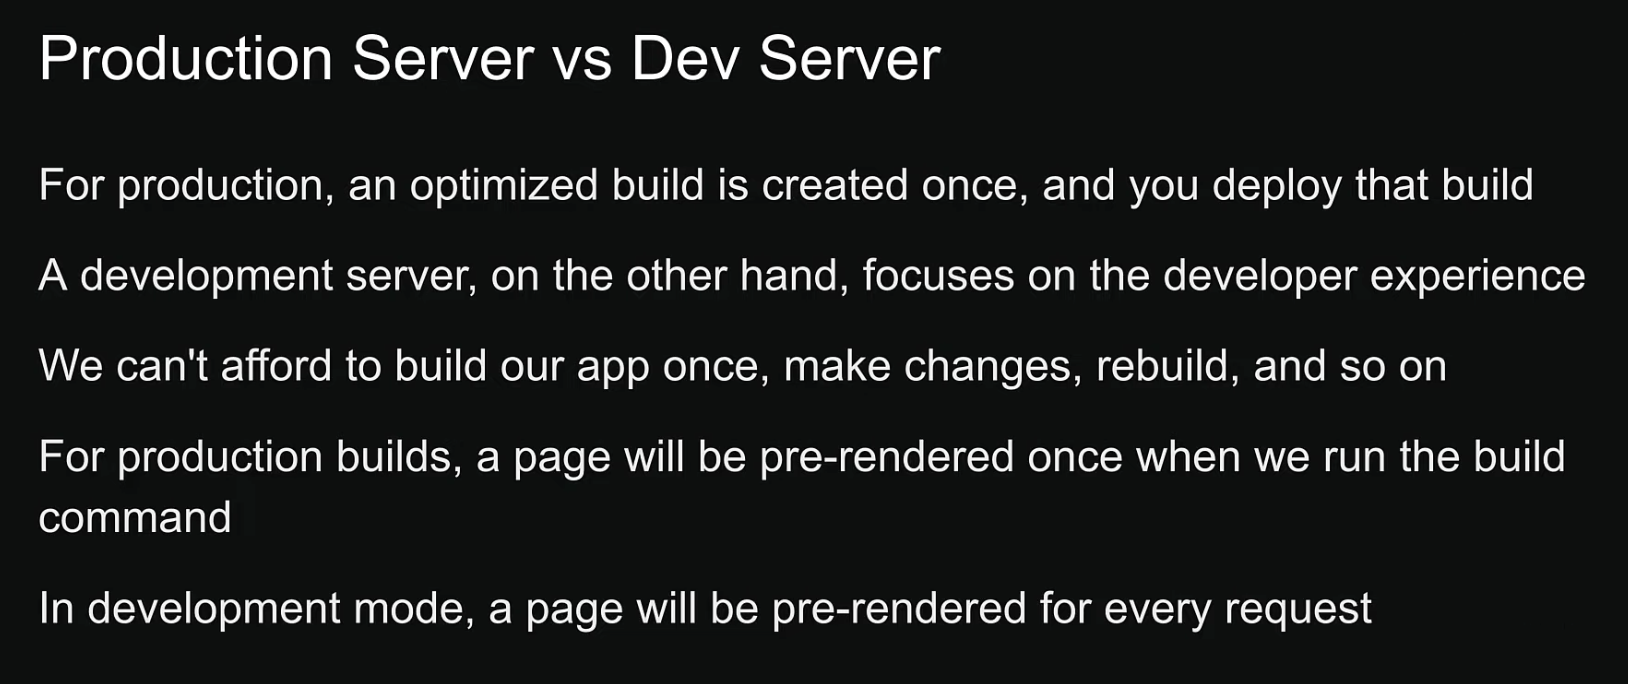 Production Server vs Dev Server
For production, an optimized build is created once, and you deploy that build
A development server, on the other hand, focuses on the developer experience
We can't afford to build our app once, make changes, rebuild, and so on
For production builds, a page will be pre-rendered once when we run the build
command
In development mode, a page will be pre-rendered for every request